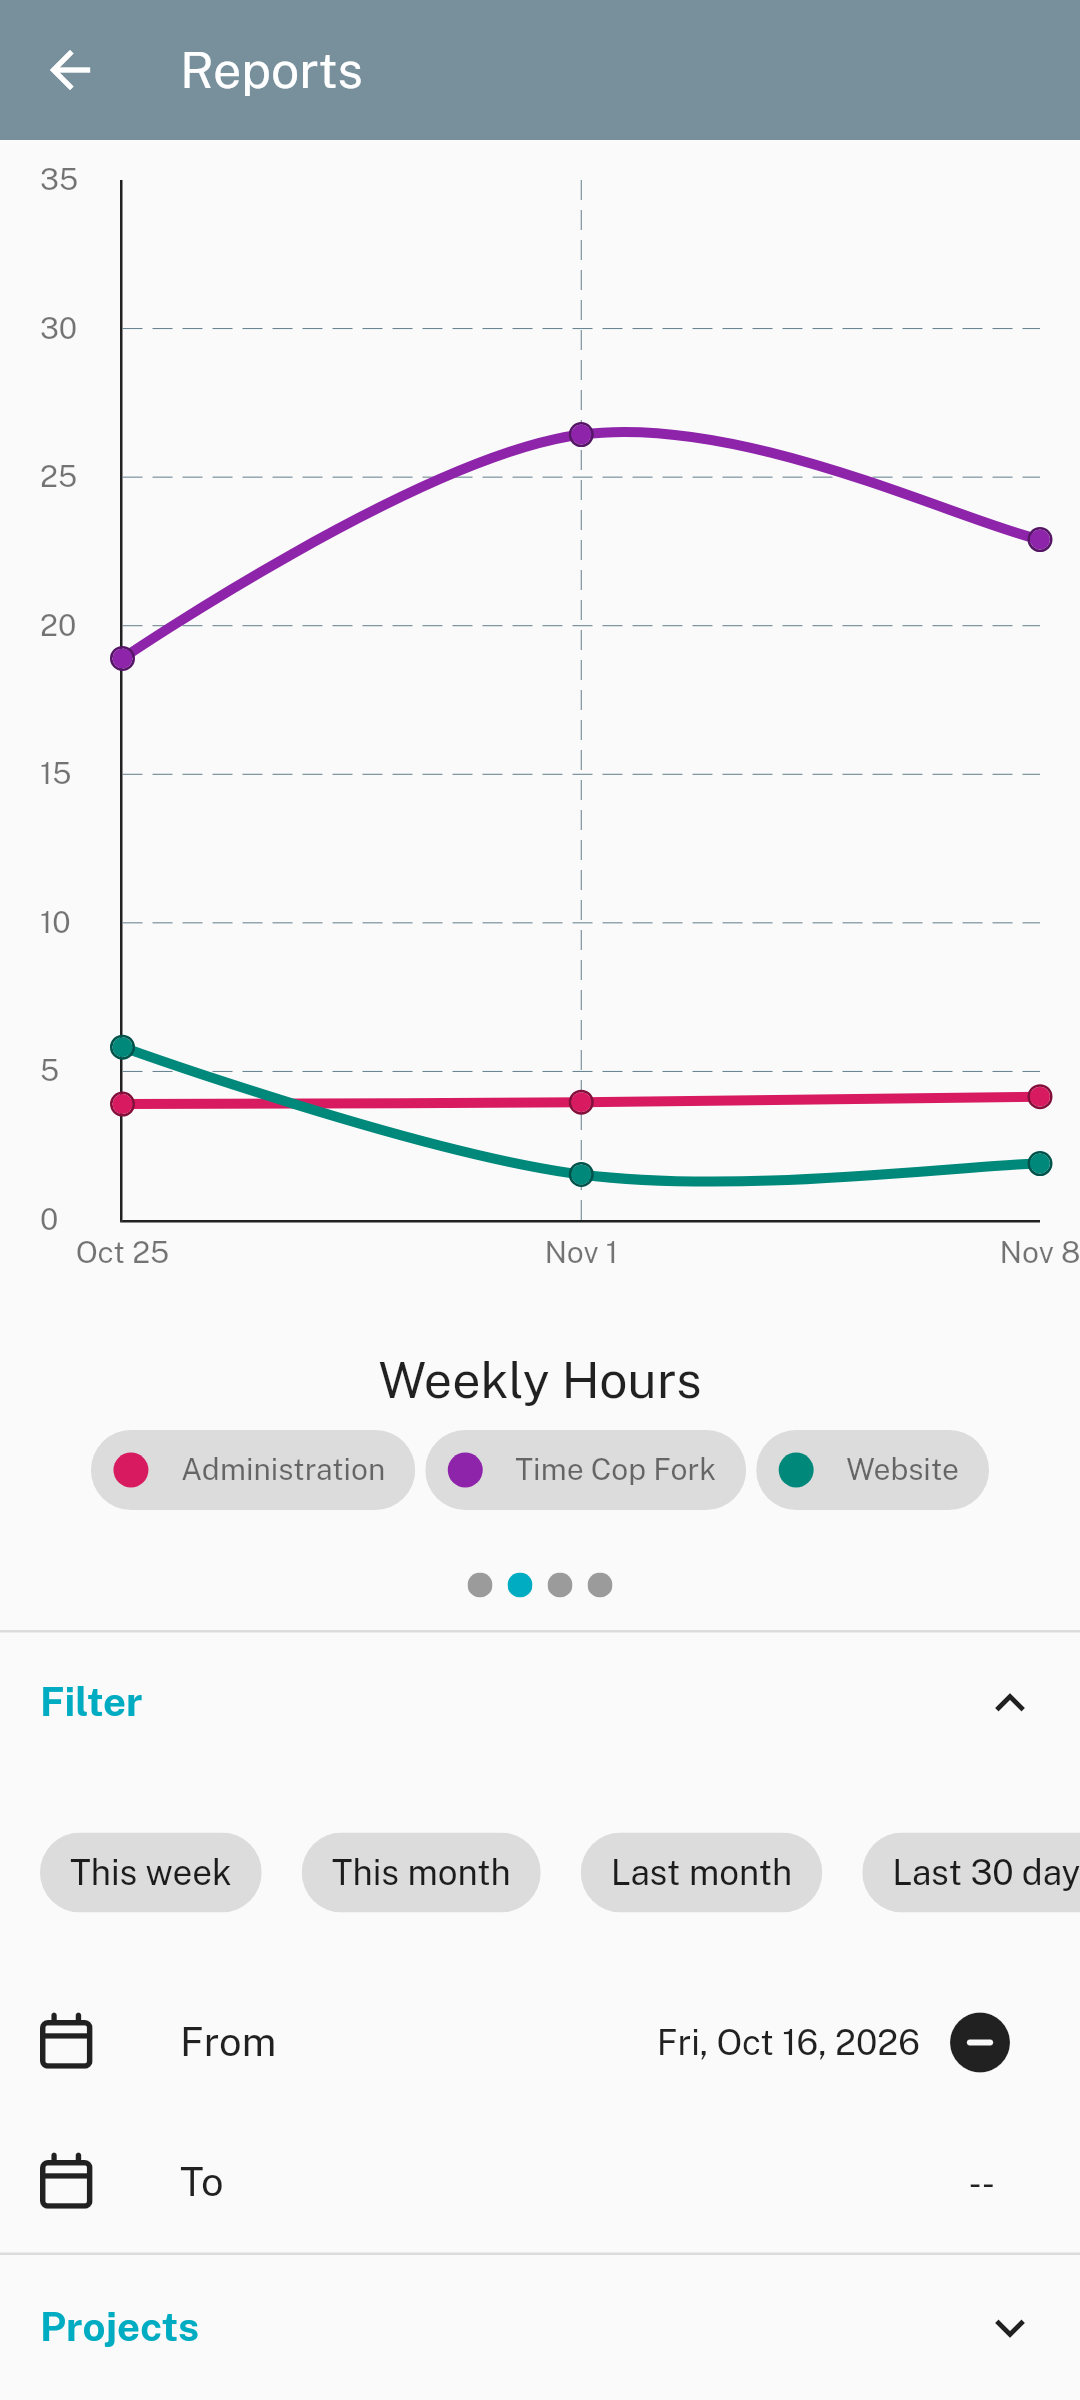 Reports
35
30
25
20
15
10
5
0
Oct 25 Nov 1 Nov 8
Weekly Hours
Administration Time Cop Fork Website
Filter
This week This month Last month Last 30 day
From Fri, Oct 16, 2026
To --
Projects